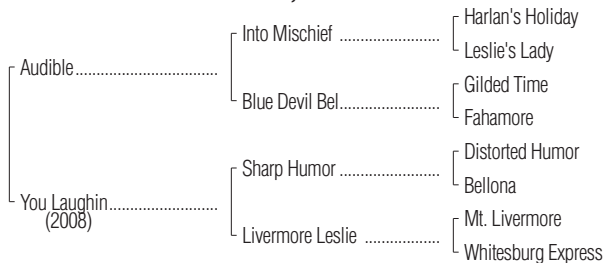 Harlan's Holiday
Into Mischief
Leslie's Lady
Audible
Gilded Time
Blue Devil Bel
Fahamore
Distorted Humor
Sharp Humor
Bellona
You Laughin
(2008)
Mt. Livermore
Livermore Leslie
Whitesburg Express